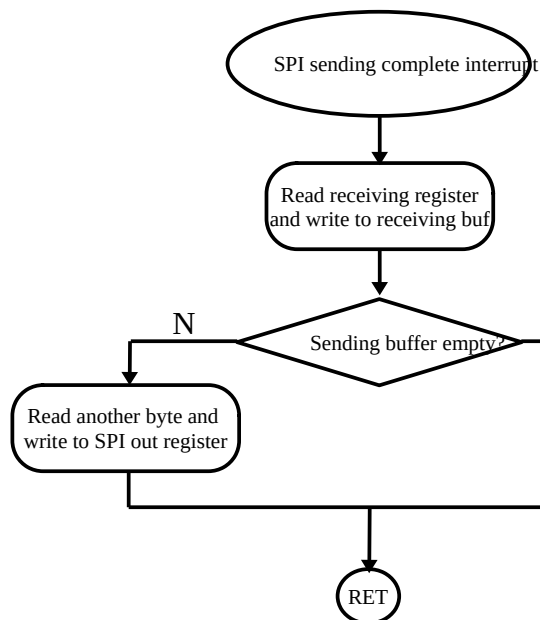 SPI sending complete interrupt
Read receiving register
and write to receiving buf
Sending buffer empty?
N
Read another byte and
write to SPI out register
RET